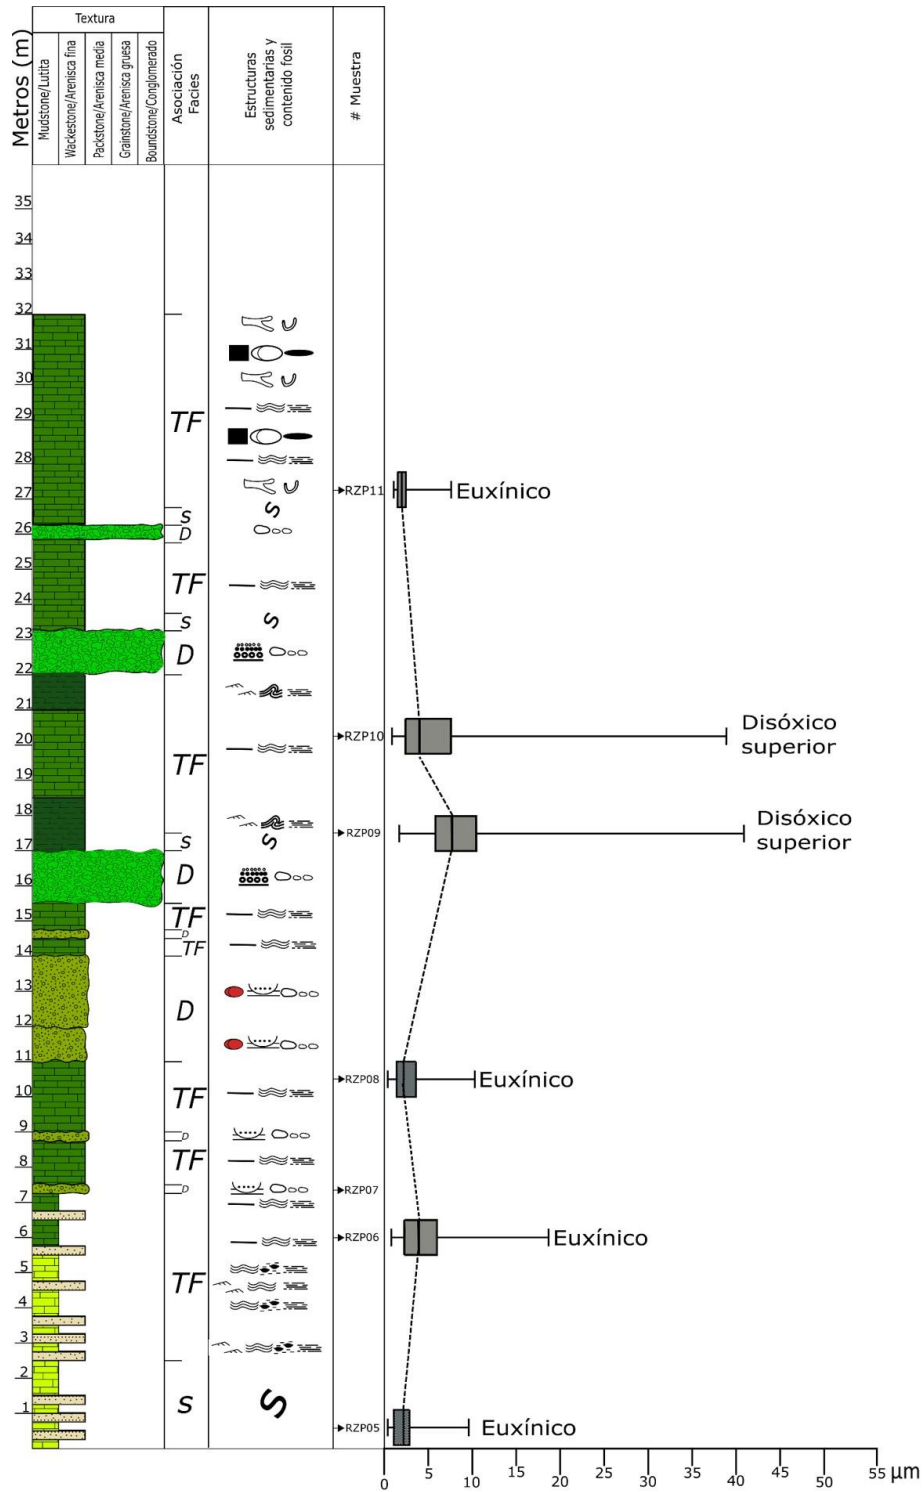 Metros (m)
Textura
Mudstone/Lutita
Wackestone/Arenisca fina
Packstone/Arenisca media
Grainstone/Arenisca gruesa
Boundstone/Conglomerado
Asociación
Facies
Estructuras
sedimentarias y
contenido fosil
# Muestra
35
34
33
32
31
30
29
TF
28
27
RZP11
Euxínico
S
S
26
D
25
TF
24
S
S
23
D
22
21
Disóxico
superior
20
RZP10
TF
19
18
Disóxico
superior
RZP09
S
S
17
D
16
TF
15
D
14
TF
13
D
12
11
RZP08
Euxínico
10
TF
9
D
8
TF
RZP07
D
7
6
RZP06
Euxínico
5
TF
4
3
2
S
S
1
RZP05
Euxínico
0
5
10
15
20
25
30
35
40
45
50
55
µm